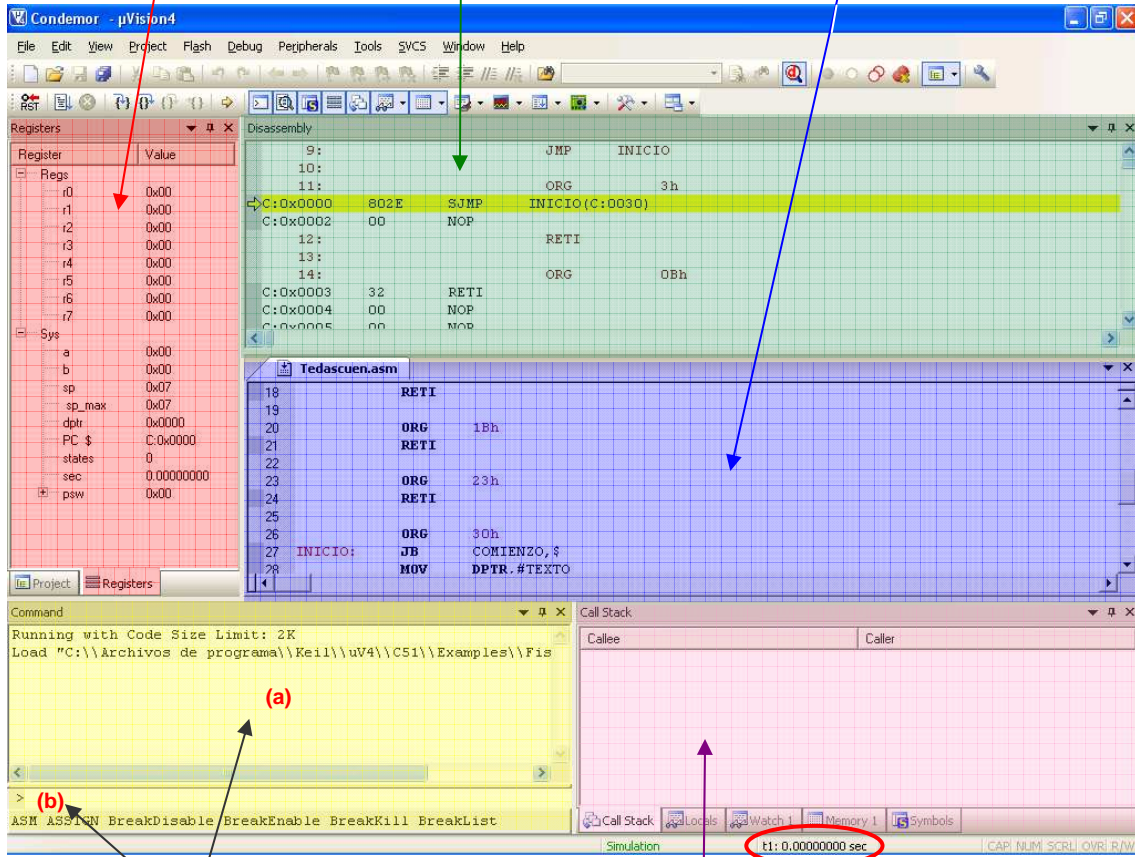 Condemor - µVision4
File Edit View Project Flash Debug Peripherals Tools SVCS Window Help
RST
Registers
Register Value
Regs
r0 0x00
r1 0x00
r2 0x00
r3 0x00
r4 0x00
r5 0x00
r6 0x00
r7 0x00
Sys
a 0x00
b 0x00
sp 0x07
sp_max 0x07
dptr 0x0000
PC $ C:0x0000
states 0
sec 0.00000000
psw 0x00
Project Registers
Disassembly
9: JMP INICIO
10:
11: ORG 3h
C:0x0000 802E SJMP INICIO(C:0030)
C:0x0002 00 NOP
12: RETI
13:
14: ORG 0Bh
C:0x0003 32 RETI
C:0x0004 00 NOP
C:0x0005 00 NOP
Tedascuen.asm
18 RETI
19
20 ORG 1Bh
21 RETI
22
23 ORG 23h
24 RETI
25
26 ORG 30h
27 INICIO: JB COMIENZO,$
28 MOV DPTR,#TEXTO
Command
Running with Code Size Limit: 2K
Load "C:\\Archivos de programa\\Keil\\uV4\\C51\\Examples\\Fis
(a)
>
(b)
ASM ASSIGN BreakDisable BreakEnable BreakKill BreakList
Call Stack
Callee Caller
Call Stack Locals Watch 1 Memory 1 Symbols
Simulation t1: 0.00000000 sec CAP NUM SCRL OVR R/W